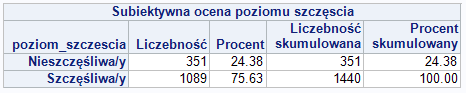 Subiektywna ocena poziomu szczęscia
poziom_szczescia Liczebność Procent Liczebność skumulowana Procent skumulowany
Nieszczęśliwa/y 351 24.38 351 24.38
Szczęśliwa/y 1089 75.63 1440 100.00